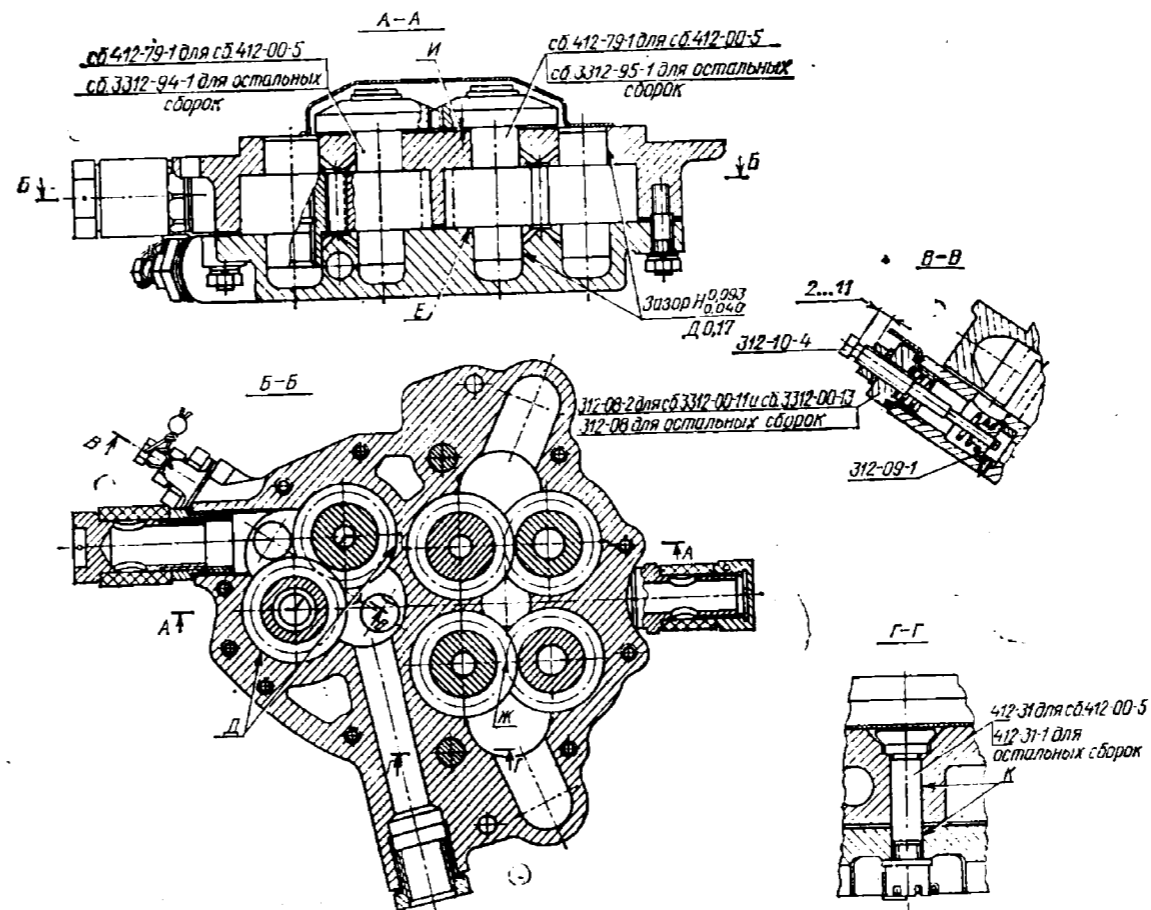 А-А
сб.412-79-1 для сб.412-00-5
сб.3312-94-1 для остальных
сборок
И
сб.412-79-1 для сб.412-00-5
сб.3312-95-1 для остальных
сборок
Б
Б
Е
Зазор Н 0,093
0,040
Д 0,17
В-В
2...11
312-10-4
312-08-2 для сб.3312-00-11 и сб.3312-00-13
312-08 для остальных сборок
312-09-1
Б-Б
В
А
А
В
Д
Ж
Г
Г
Г-Г
412-31 для сб.412-00-5
412-31-1 для
остальных сборок
К